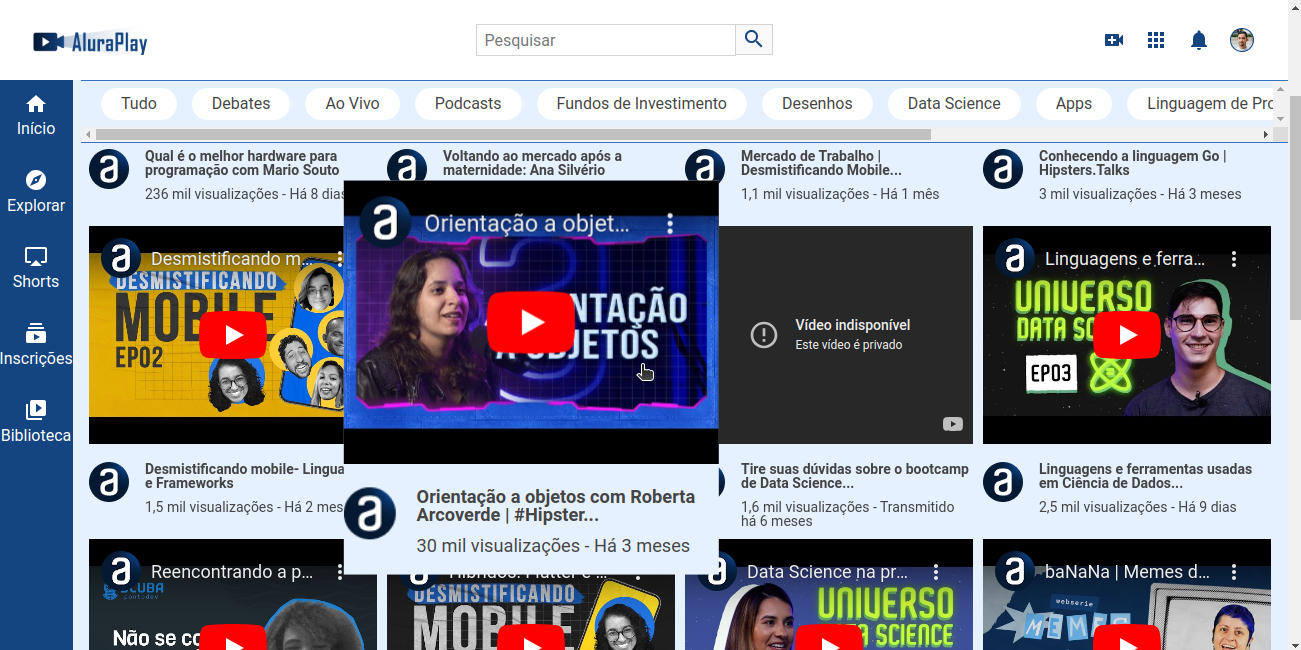 AluraPlay
Pesquisar
Início
Explorar
Shorts
Inscrições
Biblioteca
Tudo
Debates
Ao Vivo
Podcasts
Fundos de Investimento
Desenhos
Data Science
Apps
Linguagem de Pro
Qual é o melhor hardware para
programação com Mario Souto
236 mil visualizações - Há 8 dias
Voltando ao mercado após a
maternidade: Ana Silvério
Mercado de Trabalho |
Desmistificando Mobile...
1,1 mil visualizações - Há 1 mês
Conhecendo a linguagem Go |
Hipsters.Talks
3 mil visualizações - Há 3 meses
Desmistificando m...
DESMISTIFICANDO
MOBILE
EP02
Orientação a objet...
NTAÇÃO
A OBJETOS
Vídeo indisponível
Este vídeo é privado
Linguagens e ferra...
UNIVERSO
DATA SC
EP03
Desmistificando mobile- Lingua
e Frameworks
1,5 mil visualizações - Há 2 mes
Orientação a objetos com Roberta
Arcoverde | #Hipster...
30 mil visualizações - Há 3 meses
Tire suas dúvidas sobre o bootcamp
de Data Science...
1,6 mil visualizações - Transmitido
há 6 meses
Linguagens e ferramentas usadas
em Ciência de Dados...
2,5 mil visualizações - Há 9 dias
Reencontrando a p...
SCUBA
pontodev
Não se co
Híbridos: Flutter e ...
DESMISTIFICANDO
MOBILE
Data Science na pr...
UNIVERSO
DATA SCIENCE
baNaNa | Memes d...
webserie
MEMES